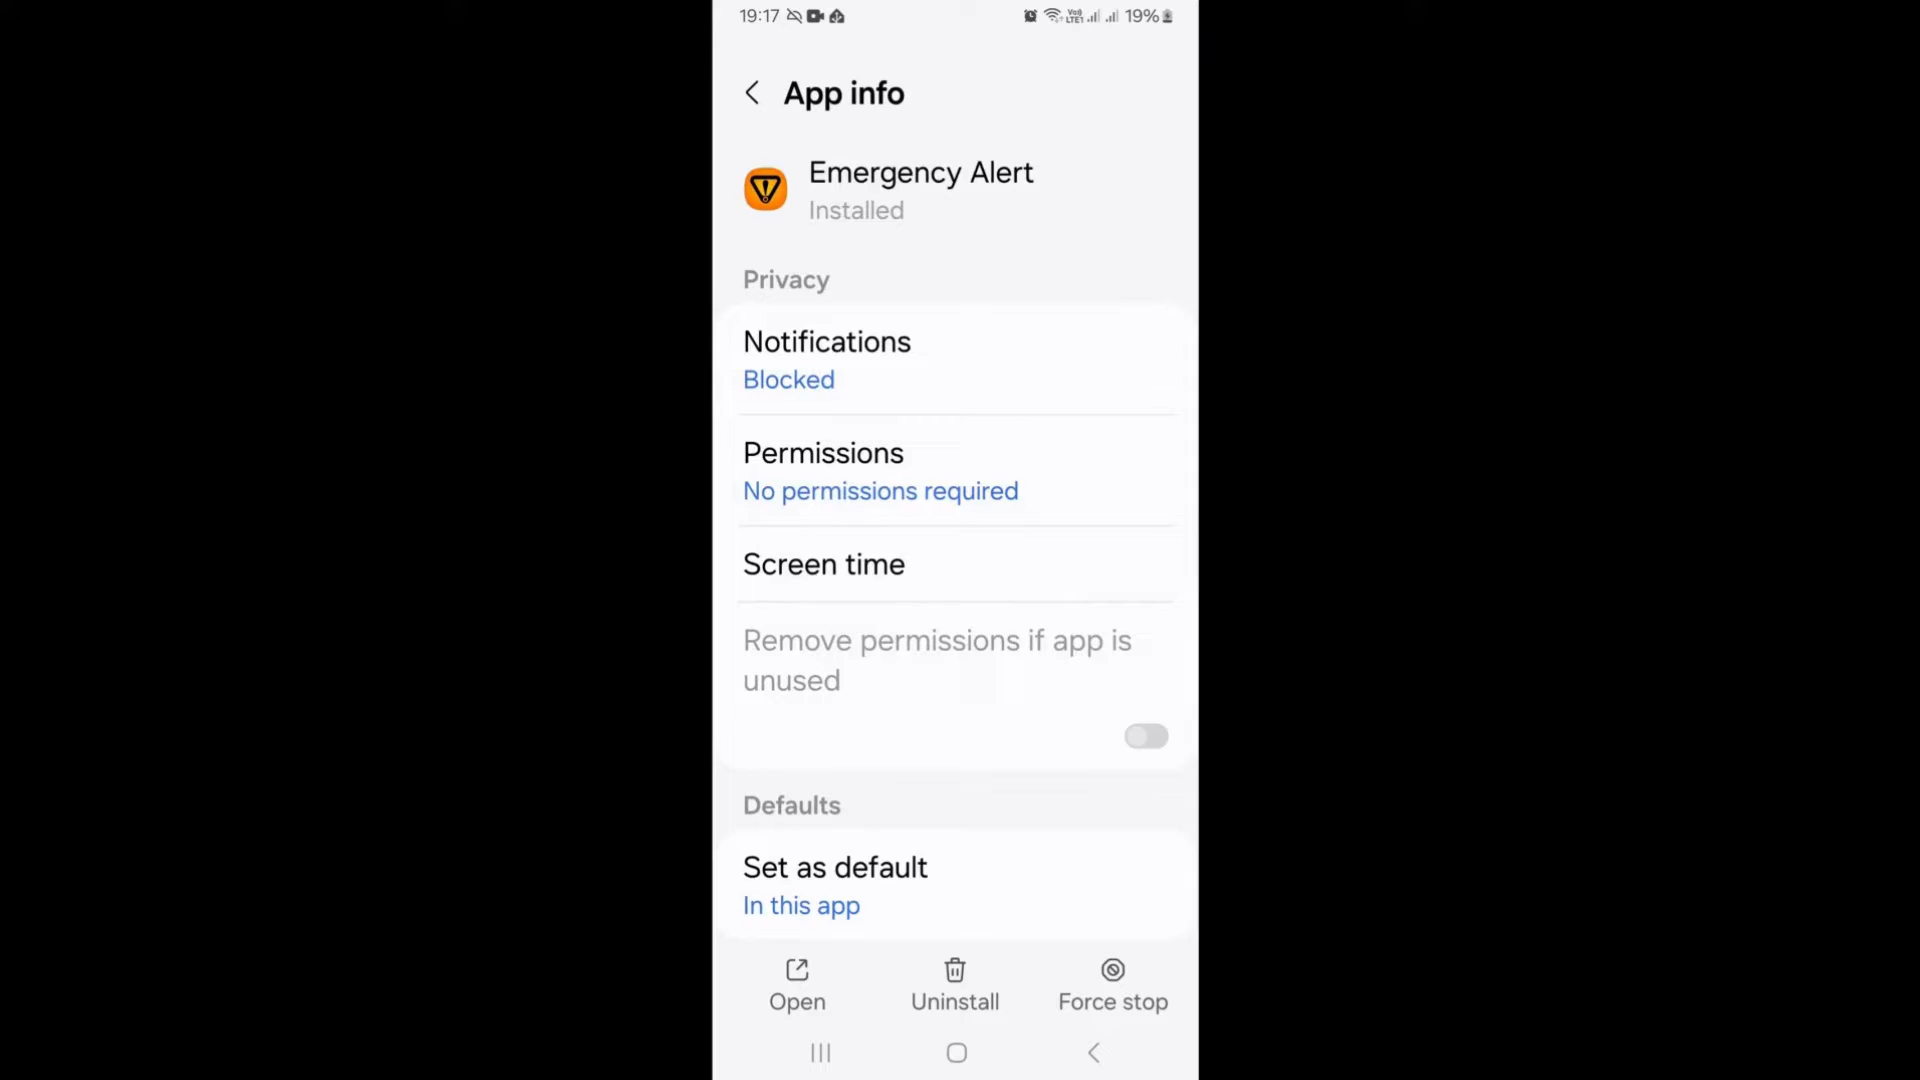 19:17 19%
App info
Emergency Alert
Installed
Privacy
Notifications
Blocked
Permissions
No permissions required
Screen time
Remove permissions if app is
unused
Defaults
Set as default
In this app
Open Uninstall Force stop